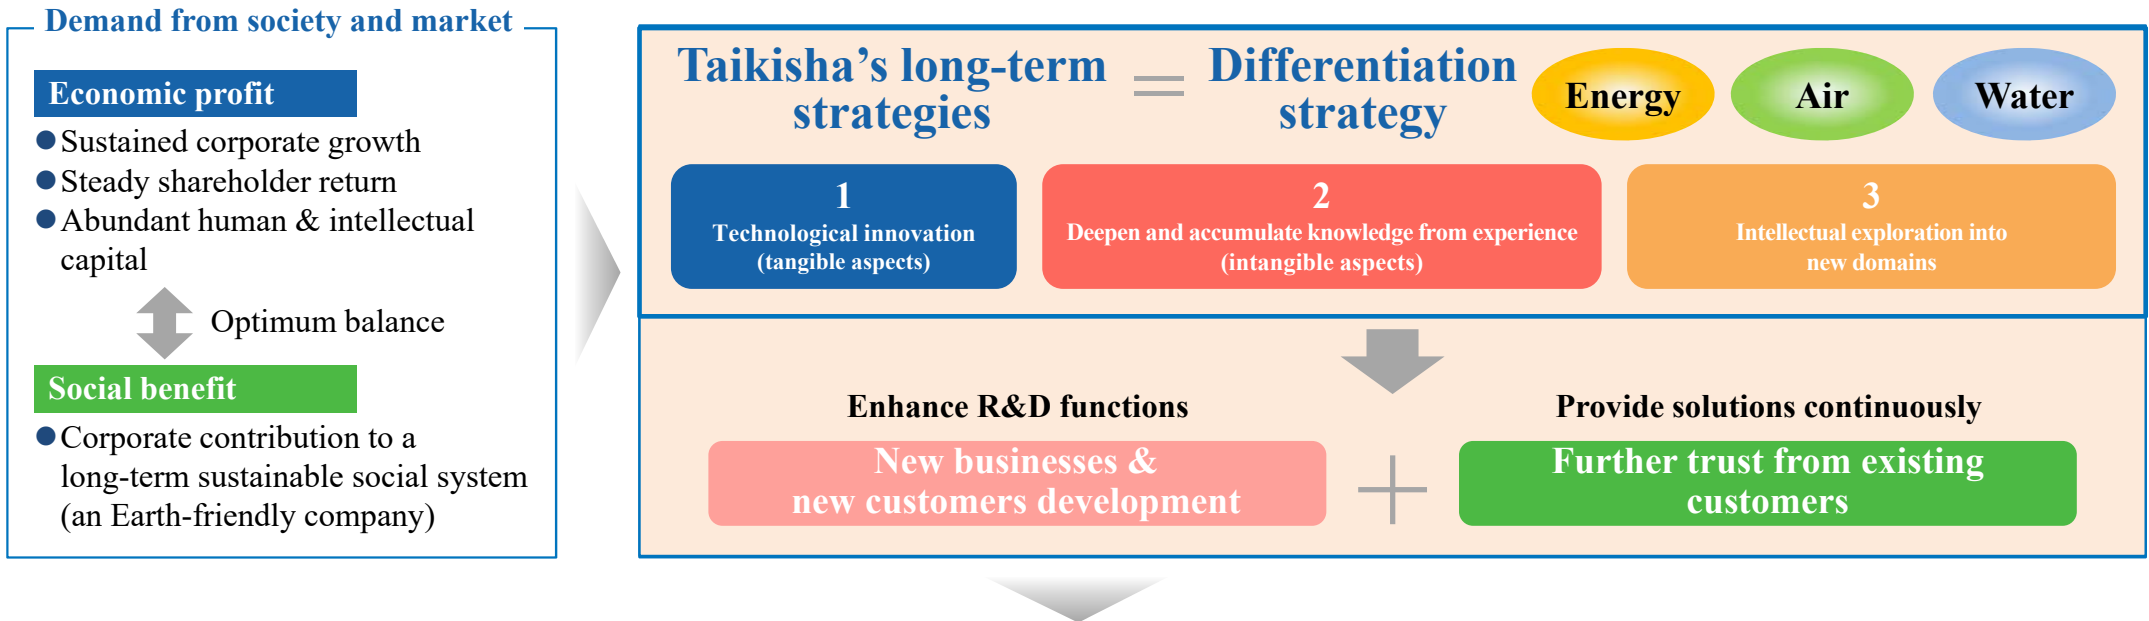 Demand from society and market
Economic profit
●Sustained corporate growth
●Steady shareholder return
●Abundant human & intellectual
capital
Optimum balance
Social benefit
●Corporate contribution to a
long-term sustainable social system
(an Earth-friendly company)
Taikisha’s long-term
strategies
=
Differentiation
strategy
Energy
Air
Water
1
Technological innovation
(tangible aspects)
2
Deepen and accumulate knowledge from experience
(intangible aspects)
3
Intellectual exploration into
new domains
Enhance R&D functions
New businesses &
new customers development
+
Provide solutions continuously
Further trust from existing
customers